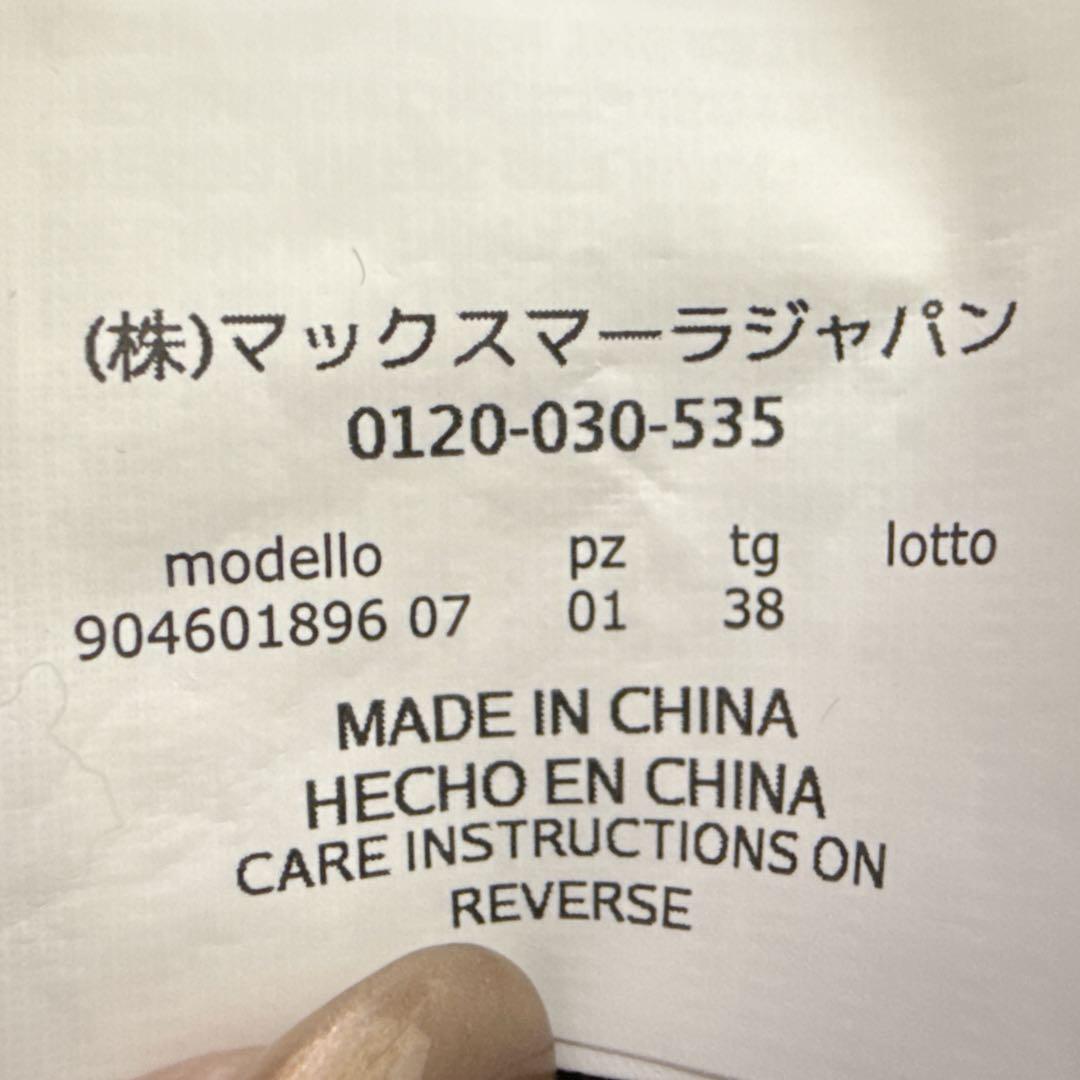 (株)マックスマーラジャパン
0120-030-535
modello pz tg lotto
904601896 07 01 38
MADE IN CHINA
HECHO EN CHINA
CARE INSTRUCTIONS ON
REVERSE